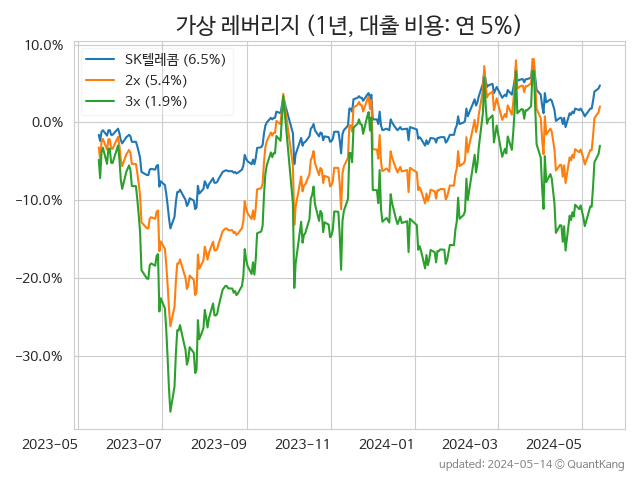 가상 레버리지 (1년, 대출 비용: 연 5%)
10.0%
0.0%
−10.0%
−20.0%
−30.0%
SK텔레콤 (6.5%)
2x (5.4%)
3x (1.9%)
2023-05 2023-07 2023-09 2023-11 2024-01 2024-03 2024-05
updated: 2024-05-14 © QuantKang